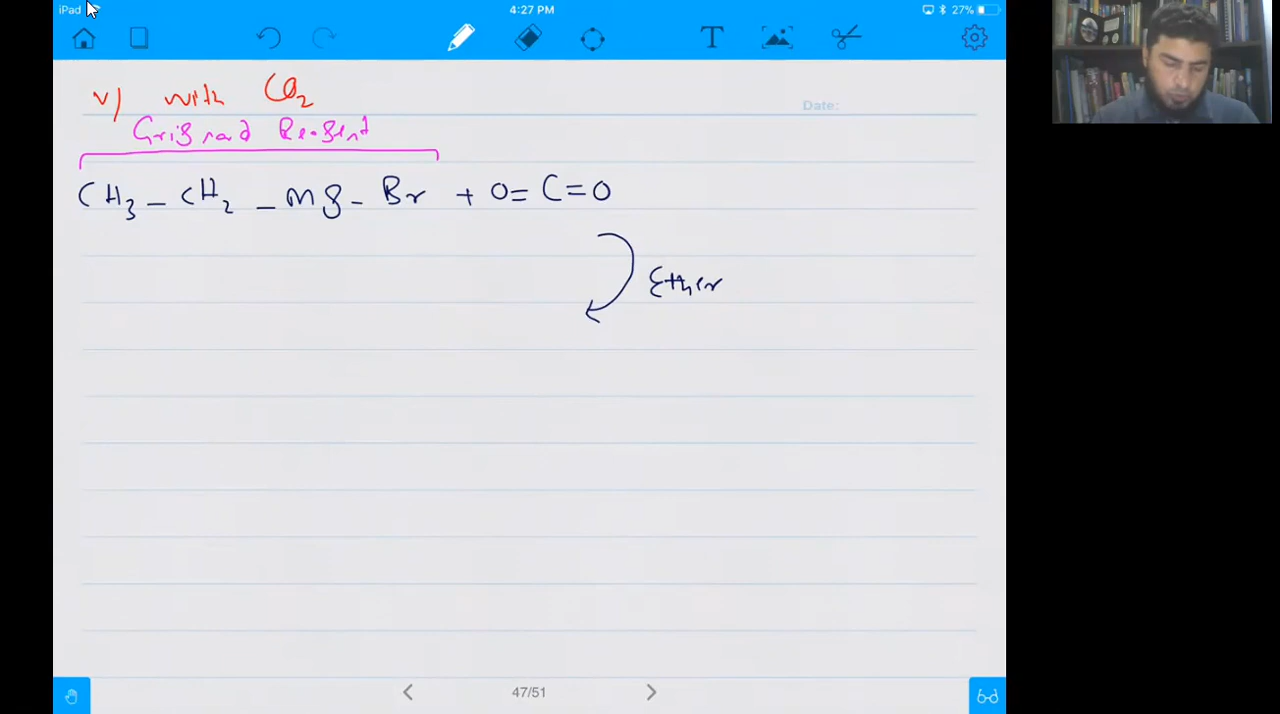 iPad
4:27 PM
27%
T
v) with CO2
Date:
Grignard Reagent
CH3 – CH2 – Mg – Br + O = C = O
Ether
47/51